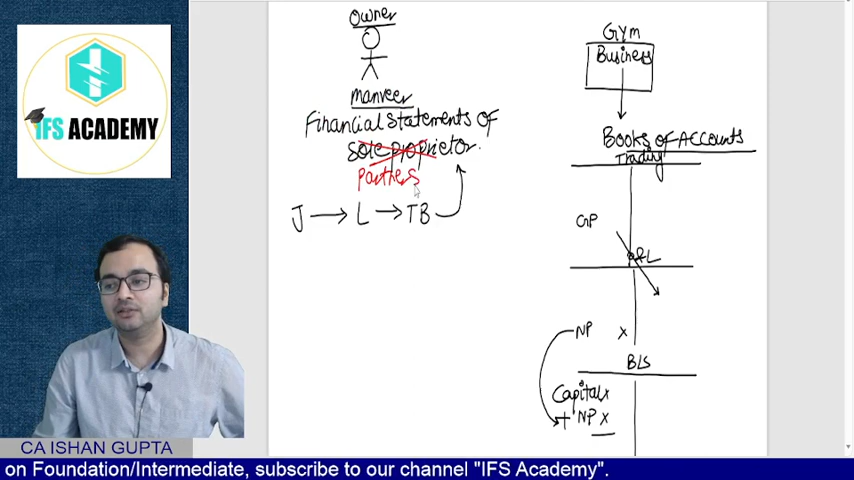 IFS ACADEMY
Owner
manveer
Financial Statements of
sole proprietor.
partners
J → L → TB
Gym
Business
Books of Accounts
Trading
GP
P&L
NP x
B/S
Capital x
+ NP x
CA ISHAN GUPTA
on Foundation/Intermediate, subscribe to our channel "IFS Academy".